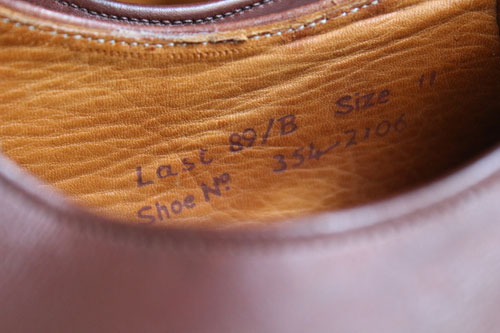 Last 89/B Size 11
Shoe Nº 354-2106